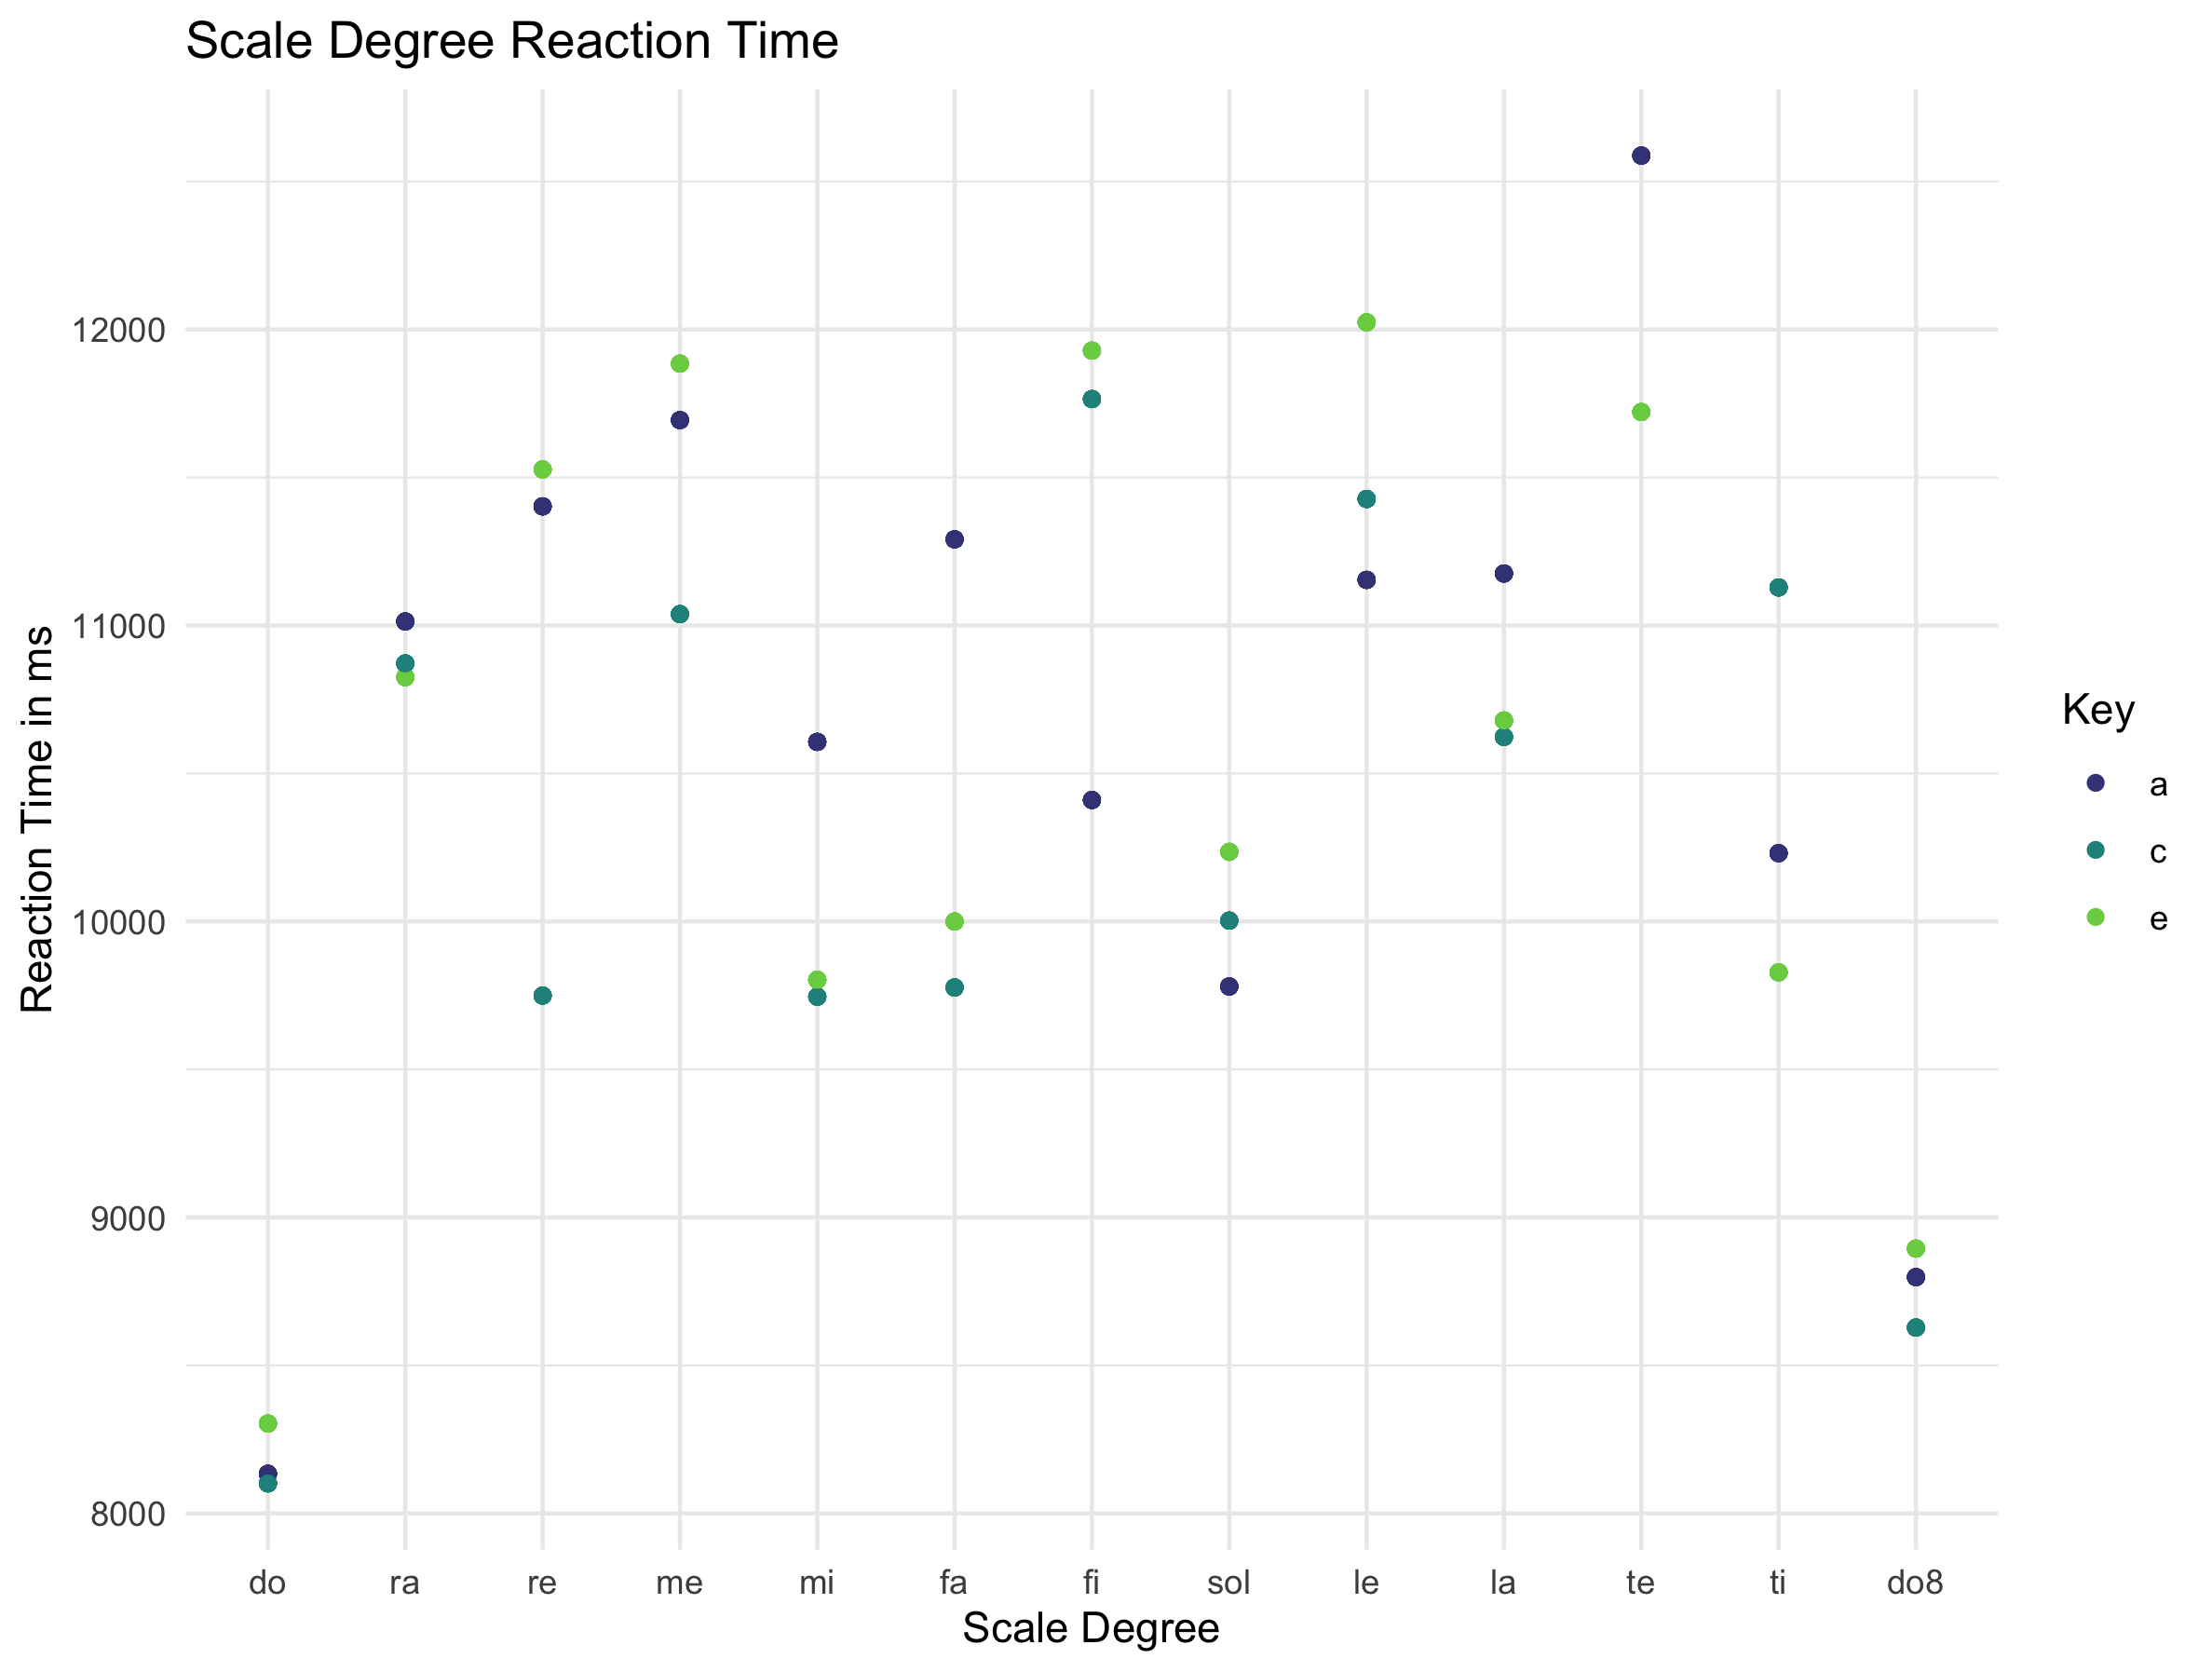 Scale Degree Reaction Time
Reaction Time in ms
12000
11000
10000
9000
8000
do ra re me mi fa fi sol le la te ti do8
Scale Degree
Key
a
c
e